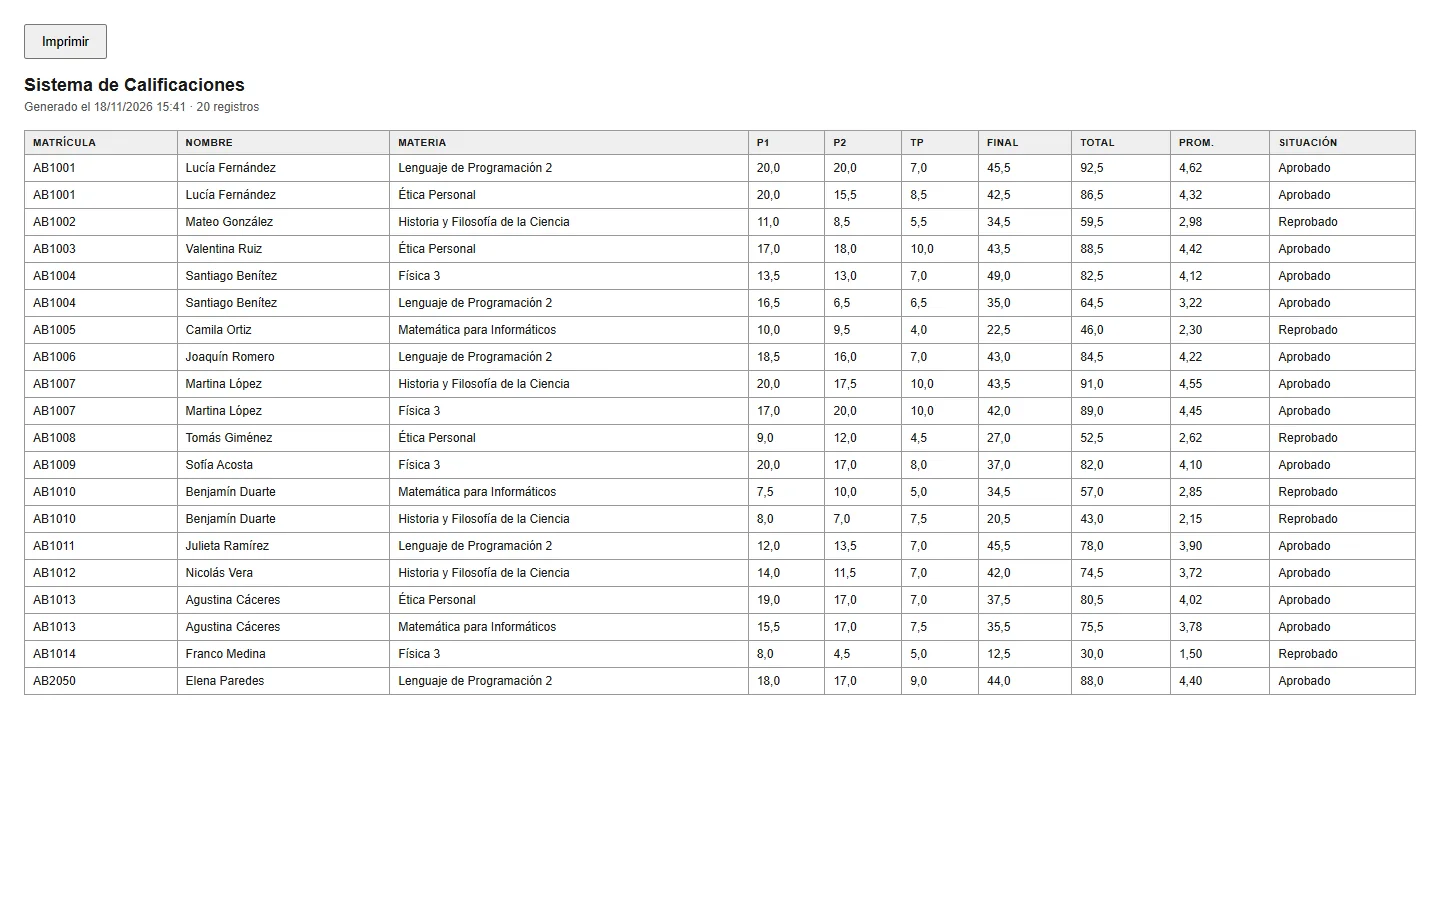 Imprimir
Sistema de Calificaciones
Generado el 18/11/2026 15:41 · 20 registros
MATRÍCULA NOMBRE MATERIA P1 P2 TP FINAL TOTAL PROM. SITUACIÓN
AB1001 Lucía Fernández Lenguaje de Programación 2 20,0 20,0 7,0 45,5 92,5 4,62 Aprobado
AB1001 Lucía Fernández Ética Personal 20,0 15,5 8,5 42,5 86,5 4,32 Aprobado
AB1002 Mateo González Historia y Filosofía de la Ciencia 11,0 8,5 5,5 34,5 59,5 2,98 Reprobado
AB1003 Valentina Ruiz Ética Personal 17,0 18,0 10,0 43,5 88,5 4,42 Aprobado
AB1004 Santiago Benítez Física 3 13,5 13,0 7,0 49,0 82,5 4,12 Aprobado
AB1004 Santiago Benítez Lenguaje de Programación 2 16,5 6,5 6,5 35,0 64,5 3,22 Aprobado
AB1005 Camila Ortiz Matemática para Informáticos 10,0 9,5 4,0 22,5 46,0 2,30 Reprobado
AB1006 Joaquín Romero Lenguaje de Programación 2 18,5 16,0 7,0 43,0 84,5 4,22 Aprobado
AB1007 Martina López Historia y Filosofía de la Ciencia 20,0 17,5 10,0 43,5 91,0 4,55 Aprobado
AB1007 Martina López Física 3 17,0 20,0 10,0 42,0 89,0 4,45 Aprobado
AB1008 Tomás Giménez Ética Personal 9,0 12,0 4,5 27,0 52,5 2,62 Reprobado
AB1009 Sofía Acosta Física 3 20,0 17,0 8,0 37,0 82,0 4,10 Aprobado
AB1010 Benjamín Duarte Matemática para Informáticos 7,5 10,0 5,0 34,5 57,0 2,85 Reprobado
AB1010 Benjamín Duarte Historia y Filosofía de la Ciencia 8,0 7,0 7,5 20,5 43,0 2,15 Reprobado
AB1011 Julieta Ramírez Lenguaje de Programación 2 12,0 13,5 7,0 45,5 78,0 3,90 Aprobado
AB1012 Nicolás Vera Historia y Filosofía de la Ciencia 14,0 11,5 7,0 42,0 74,5 3,72 Aprobado
AB1013 Agustina Cáceres Ética Personal 19,0 17,0 7,0 37,5 80,5 4,02 Aprobado
AB1013 Agustina Cáceres Matemática para Informáticos 15,5 17,0 7,5 35,5 75,5 3,78 Aprobado
AB1014 Franco Medina Física 3 8,0 4,5 5,0 12,5 30,0 1,50 Reprobado
AB2050 Elena Paredes Lenguaje de Programación 2 18,0 17,0 9,0 44,0 88,0 4,40 Aprobado